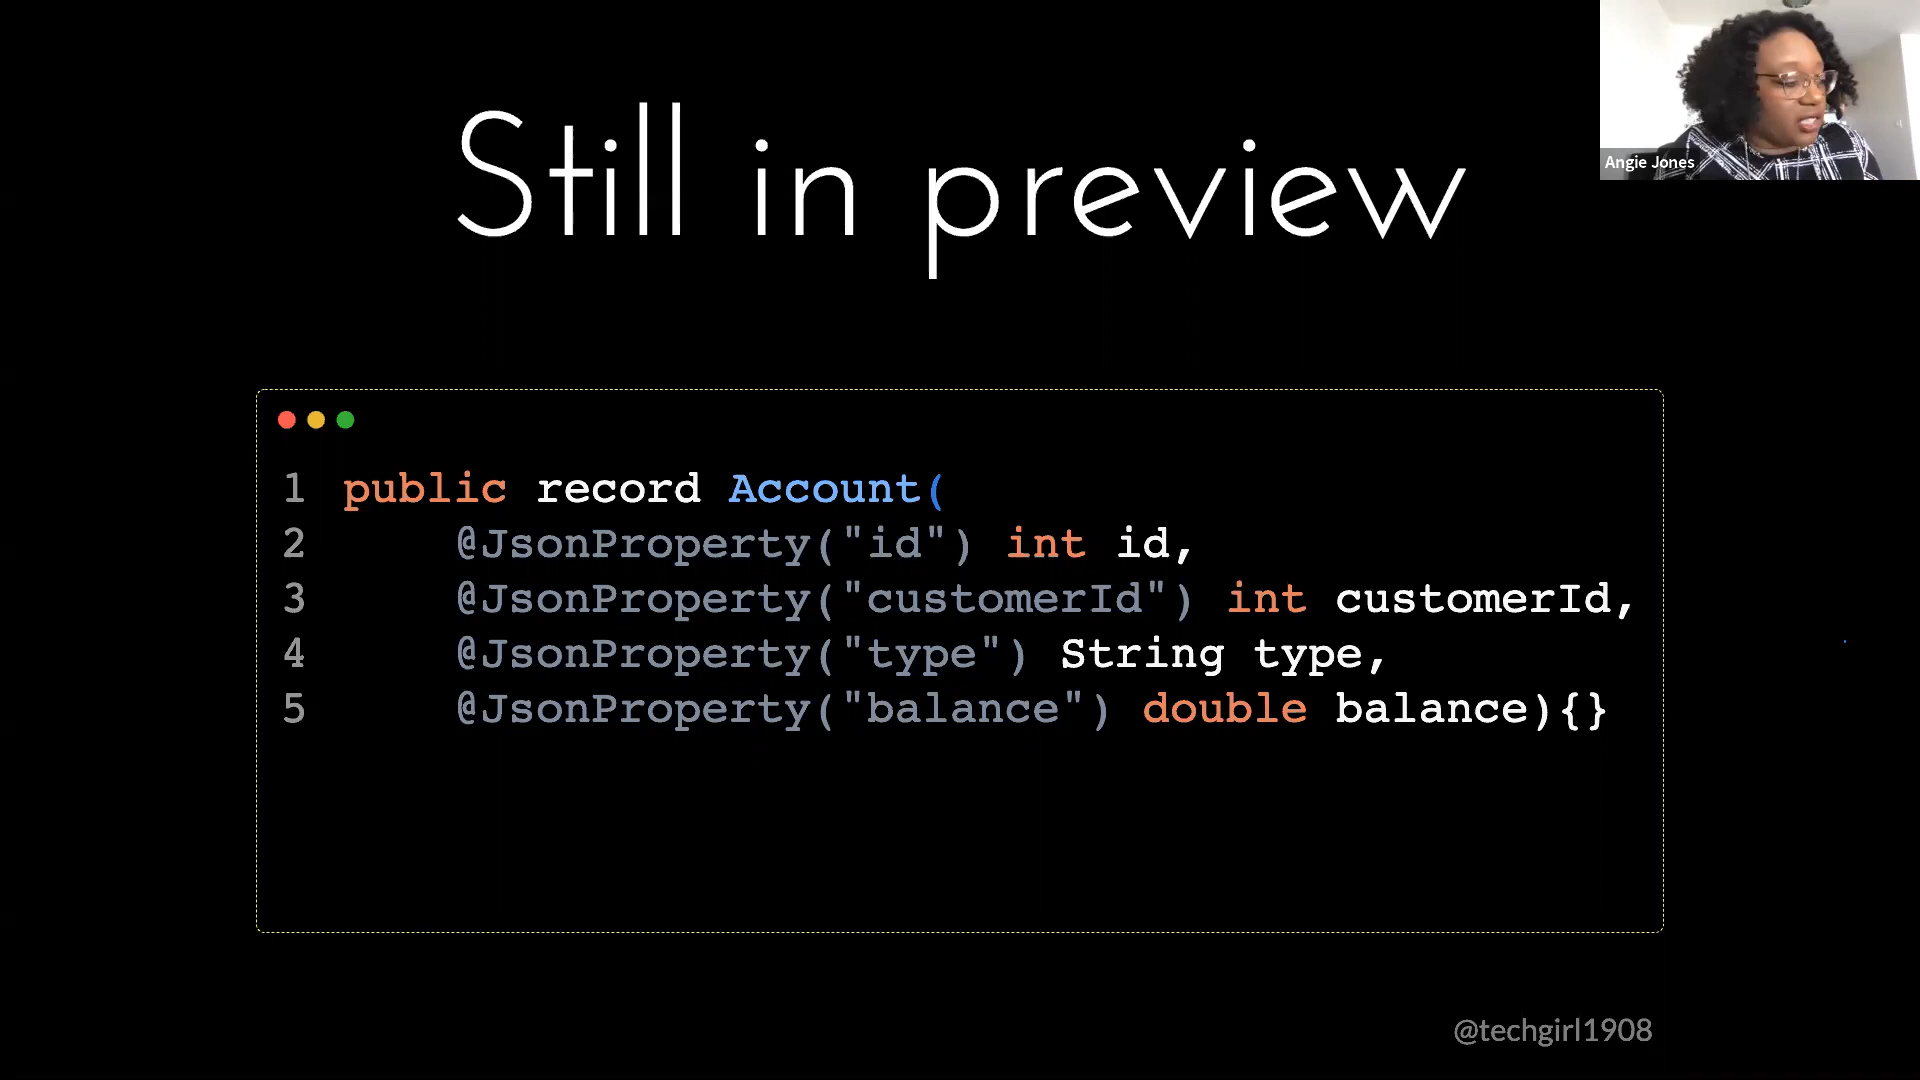 Still in preview
Angie Jones
1 public record Account(
2 @JsonProperty("id") int id,
3 @JsonProperty("customerId") int customerId,
4 @JsonProperty("type") String type,
5 @JsonProperty("balance") double balance){}
@techgirl1908